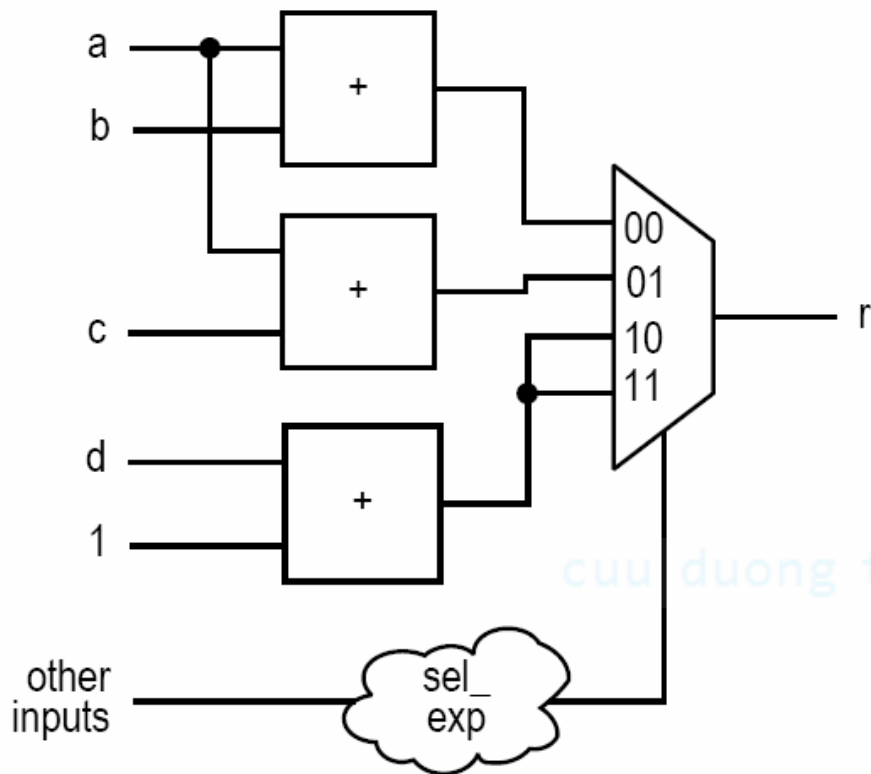 a
b
+
00
01
10
11
r
+
c
d
1
+
cuu duong
other
inputs
sel_
exp